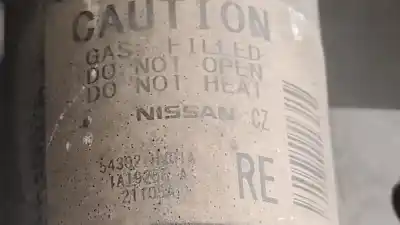 CAUTION
GAS FILLED
DO NOT OPEN
DO NOT HEAT
NISSAN CZ
RE